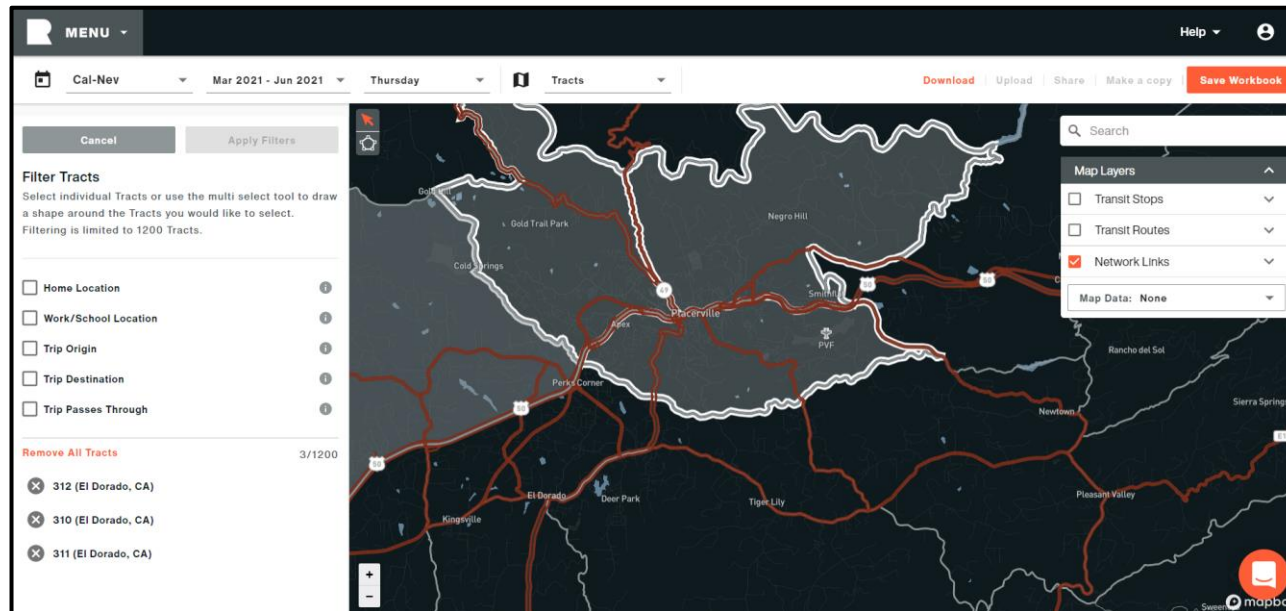 MENU
Help
Cal-Nev
Mar 2021 - Jun 2021
Thursday
Tracts
Download
Upload
Share
Make a copy
Save Workbook
Cancel
Apply Filters
Filter Tracts
Select individual Tracts or use the multi select tool to draw
a shape around the Tracts you would like to select.
Filtering is limited to 1200 Tracts.
Home Location
Work/School Location
Trip Origin
Trip Destination
Trip Passes Through
Remove All Tracts
3/1200
312 (El Dorado, CA)
310 (El Dorado, CA)
311 (El Dorado, CA)
Search
Map Layers
Transit Stops
Transit Routes
Network Links
Map Data: None
Gold Trail Park
Negro Hill
Cold Springs
49
50
50
Smithfl
Placerville
Apex
PVF
Rancho del Sol
Perks Corner
50
Newtown
Sierra Springs
50
El Dorado
Deer Park
Tiger Lily
Pleasant Valley
Kingsville
+
-